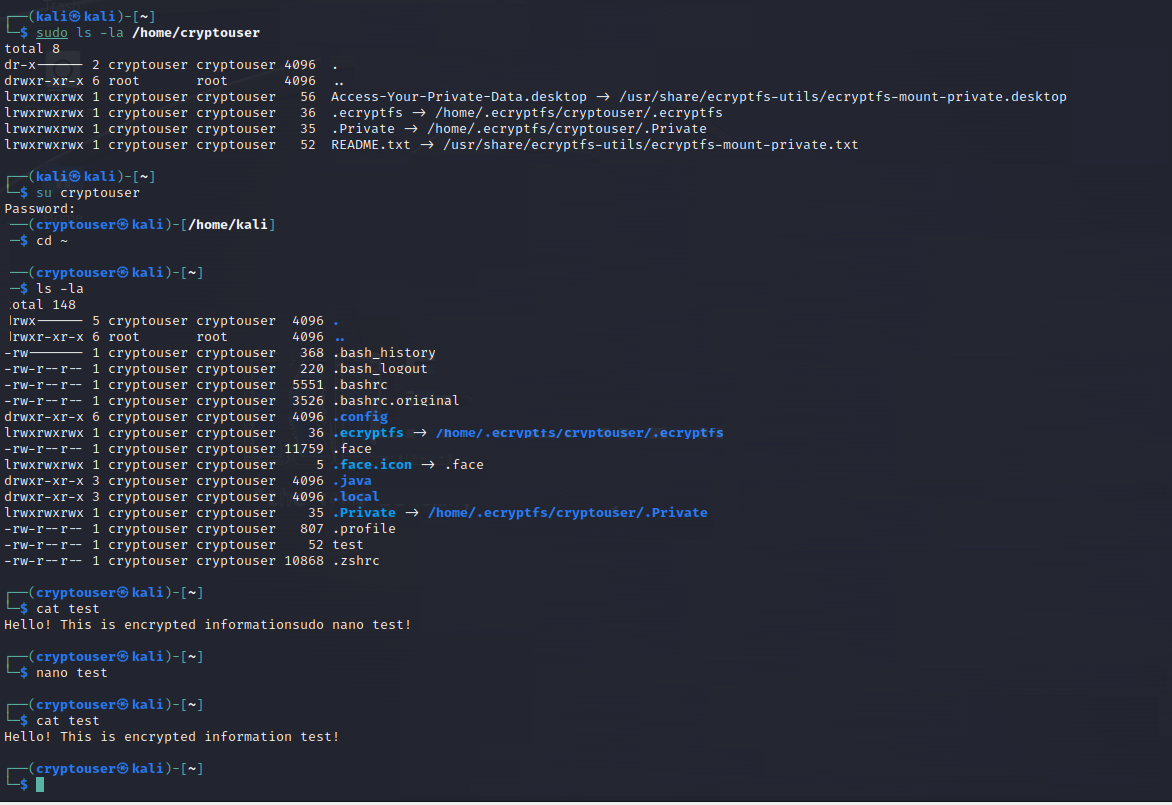 ┌──(kali㉿kali)-[~]
└─$ sudo ls -la /home/cryptouser
total 8
dr-x------ 2 cryptouser cryptouser 4096 .
drwxr-xr-x 6 root root 4096 ..
lrwxrwxrwx 1 cryptouser cryptouser 56 Access-Your-Private-Data.desktop -> /usr/share/ecryptfs-utils/ecryptfs-mount-private.desktop
lrwxrwxrwx 1 cryptouser cryptouser 36 .ecryptfs -> /home/.ecryptfs/cryptouser/.ecryptfs
lrwxrwxrwx 1 cryptouser cryptouser 35 .Private -> /home/.ecryptfs/cryptouser/.Private
lrwxrwxrwx 1 cryptouser cryptouser 52 README.txt -> /usr/share/ecryptfs-utils/ecryptfs-mount-private.txt
┌──(kali㉿kali)-[~]
└─$ su cryptouser
Password:
──(cryptouser㉿kali)-[/home/kali]
─$ cd ~
──(cryptouser㉿kali)-[~]
─$ ls -la
otal 148
drwx------ 5 cryptouser cryptouser 4096 .
drwxr-xr-x 6 root root 4096 ..
-rw------- 1 cryptouser cryptouser 368 .bash_history
-rw-r--r-- 1 cryptouser cryptouser 220 .bash_logout
-rw-r--r-- 1 cryptouser cryptouser 5551 .bashrc
-rw-r--r-- 1 cryptouser cryptouser 3526 .bashrc.original
drwxr-xr-x 6 cryptouser cryptouser 4096 .config
lrwxrwxrwx 1 cryptouser cryptouser 36 .ecryptfs -> /home/.ecryptfs/cryptouser/.ecryptfs
-rw-r--r-- 1 cryptouser cryptouser 11759 .face
lrwxrwxrwx 1 cryptouser cryptouser 5 .face.icon -> .face
drwxr-xr-x 3 cryptouser cryptouser 4096 .java
drwxr-xr-x 3 cryptouser cryptouser 4096 .local
lrwxrwxrwx 1 cryptouser cryptouser 35 .Private -> /home/.ecryptfs/cryptouser/.Private
-rw-r--r-- 1 cryptouser cryptouser 807 .profile
-rw-r--r-- 1 cryptouser cryptouser 52 test
-rw-r--r-- 1 cryptouser cryptouser 10868 .zshrc
┌──(cryptouser㉿kali)-[~]
└─$ cat test
Hello! This is encrypted informationsudo nano test!
┌──(cryptouser㉿kali)-[~]
└─$ nano test
┌──(cryptouser㉿kali)-[~]
└─$ cat test
Hello! This is encrypted information test!
┌──(cryptouser㉿kali)-[~]
└─$